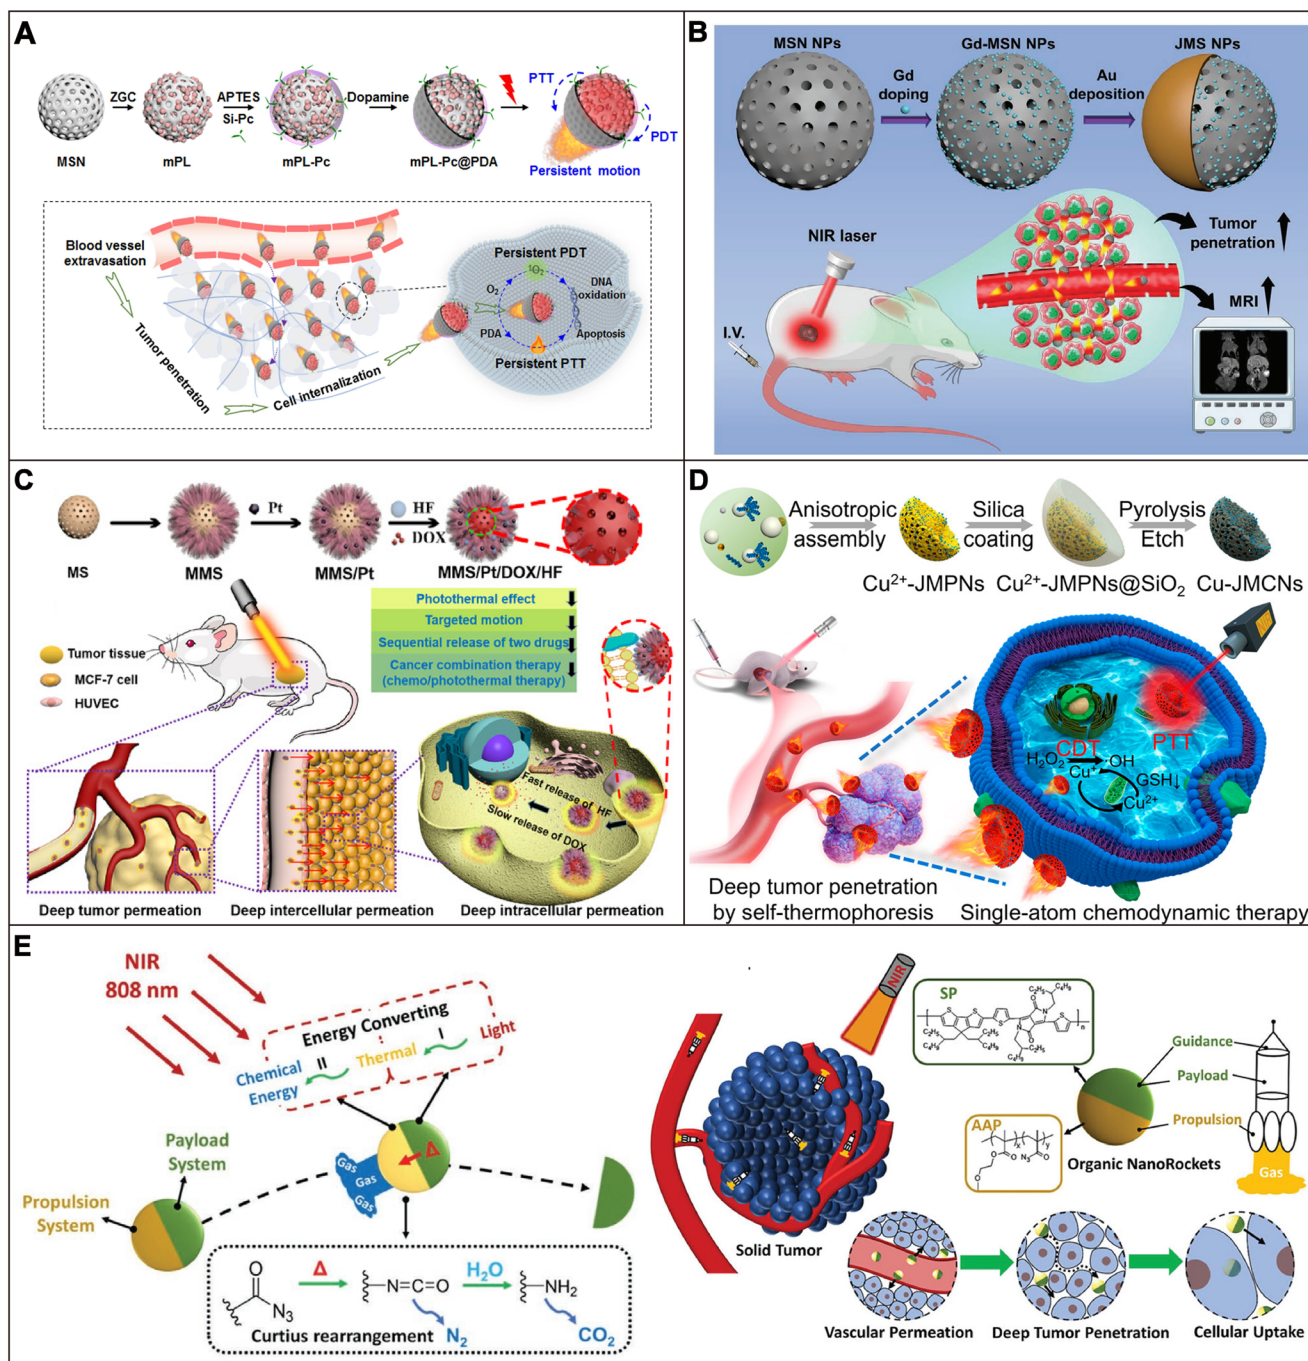 A
MSN
ZGC
mPL
APTES
Si-Pc
mPL-Pc
Dopamine
mPL-Pc@PDA
PTT
PDT
Persistent motion
Blood vessel
extravasation
Tumor penetration
Cell internalization
Persistent PDT
¹O₂
O₂
DNA
oxidation
PDA
Apoptosis
Persistent PTT
B
MSN NPs
Gd
doping
Gd-MSN NPs
Au
deposition
JMS NPs
NIR laser
I.V.
Tumor
penetration
MRI
C
MS
MMS
Pt
MMS/Pt
HF
DOX
MMS/Pt/DOX/HF
Photothermal effect
Targeted motion
Sequential release of two drugs
Cancer combination therapy
(chemo/photothermal therapy)
Tumor tissue
MCF-7 cell
HUVEC
Fast release of HF
Slow release of DOX
Deep tumor permeation
Deep intercellular permeation
Deep intracellular permeation
D
Anisotropic
assembly
Silica
coating
Pyrolysis
Etch
Cu²⁺-JMPNs
Cu²⁺-JMPNs@SiO₂
Cu-JMCNs
CDT
PTT
H₂O₂
·OH
Cu⁺
GSH↓
Cu²⁺
Deep tumor penetration
by self-thermophoresis
Single-atom chemodynamic therapy
E
NIR
808 nm
Energy Converting
I
Light
II
Thermal
Chemical
Energy
Payload
System
Propulsion
System
Δ
Gas
Gas
Gas
O
N₃
Δ
N=C=O
H₂O
NH₂
Curtius rearrangement
N₂
CO₂
NIR
Solid Tumor
SP
C₂H₅
C₄H₉
S
N
O
n
AAP
x
y
O
N₃
Organic NanoRockets
Guidance
Payload
Propulsion
Gas
Vascular Permeation
Deep Tumor Penetration
Cellular Uptake